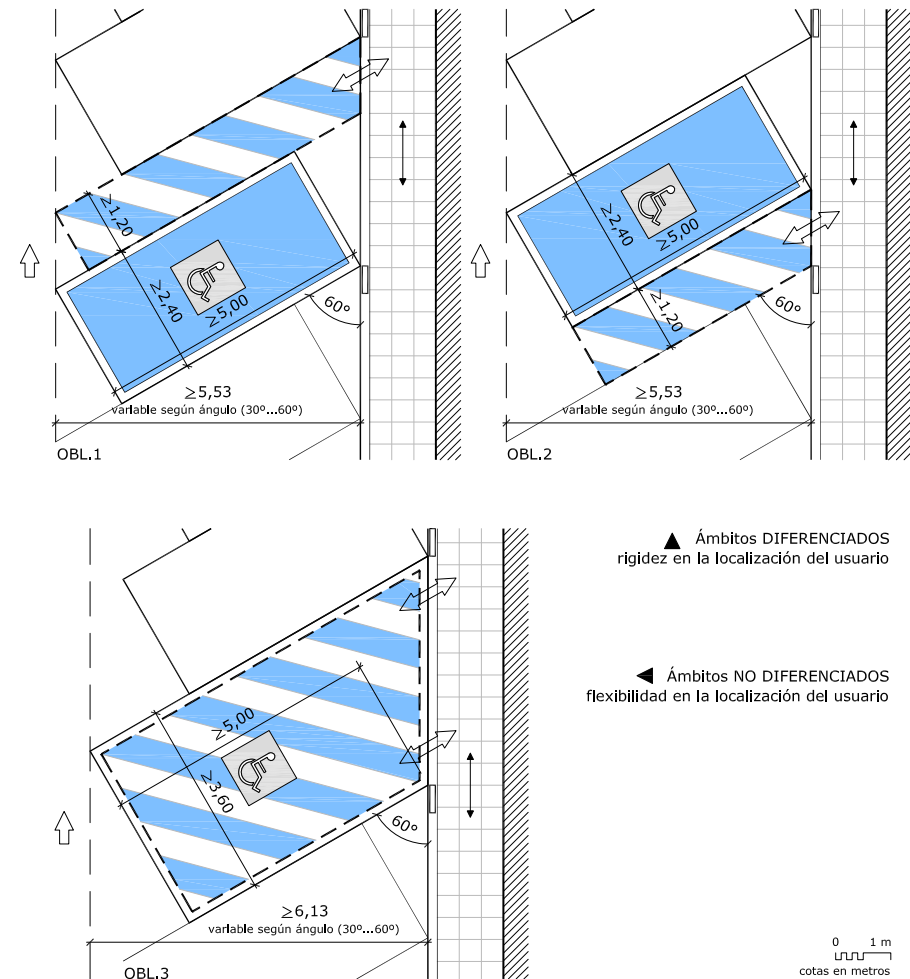 ≥1,20
≥2,40
≥5,00
60º
≥5,53
variable según ángulo (30º...60º)
OBL.1
≥2,40
≥5,00
≥1,20
60º
≥5,53
variable según ángulo (30º...60º)
OBL.2
Ámbitos DIFERENCIADOS
rigidez en la localización del usuario
Ámbitos NO DIFERENCIADOS
flexibilidad en la localización del usuario
≥5,00
≥3,60
60º
≥6,13
variable según ángulo (30º...60º)
OBL.3
0 1 m
cotas en metros